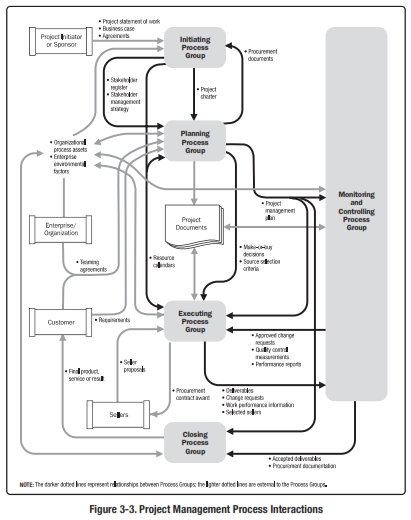 • Project statement of work
• Business case
• Agreements
Project Initiator
or Sponsor
Initiating
Process
Group
• Procurement
documents
• Stakeholder
register
• Stakeholder
management
strategy
• Project
charter
• Organizational
process assets
• Enterprise
environmental
factors
Planning
Process
Group
Monitoring
and
Controlling
Process
Group
• Project
management
plan
Project
Documents
Enterprise/
Organization
• Make-or-buy
decisions
• Source selection
criteria
• Teaming
agreements
• Resource
calendars
Customer
• Requirements
Executing
Process
Group
• Approved change
requests
• Quality control
measurements
• Performance reports
• Seller
proposals
• Final product,
service or result
• Procurement
contract award
• Deliverables
• Change requests
• Work performance information
• Selected sellers
Sellers
Closing
Process
Group
• Accepted deliverables
• Procurement documentation
NOTE: The darker dotted lines represent relationships between Process Groups; the lighter dotted lines are external to the Process Groups.
Figure 3-3. Project Management Process Interactions